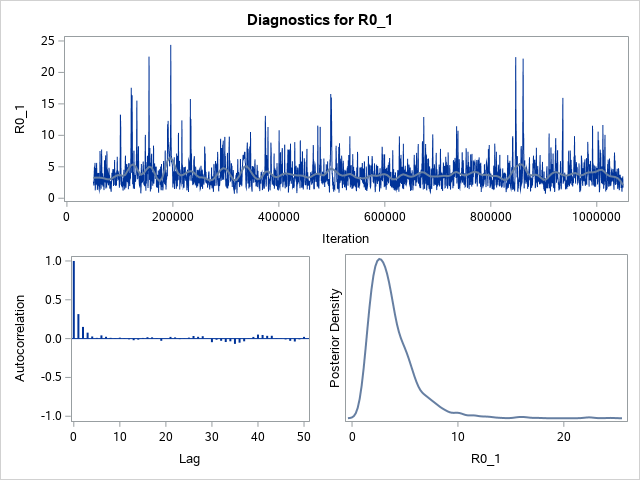 Diagnostics for R0_1
R0_1
25
20
15
10
5
0
0 200000 400000 600000 800000 1000000
Iteration
Autocorrelation
1.0
0.5
0.0
-0.5
-1.0
0 10 20 30 40 50
Lag
Posterior Density
0 10 20
R0_1